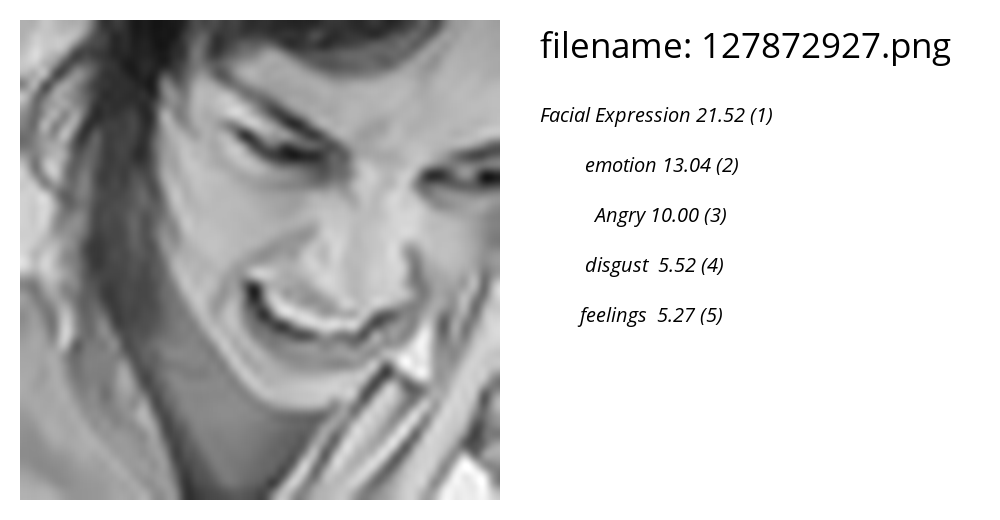 filename: 127872927.png
Facial Expression 21.52 (1)
emotion 13.04 (2)
Angry 10.00 (3)
disgust 5.52 (4)
feelings 5.27 (5)